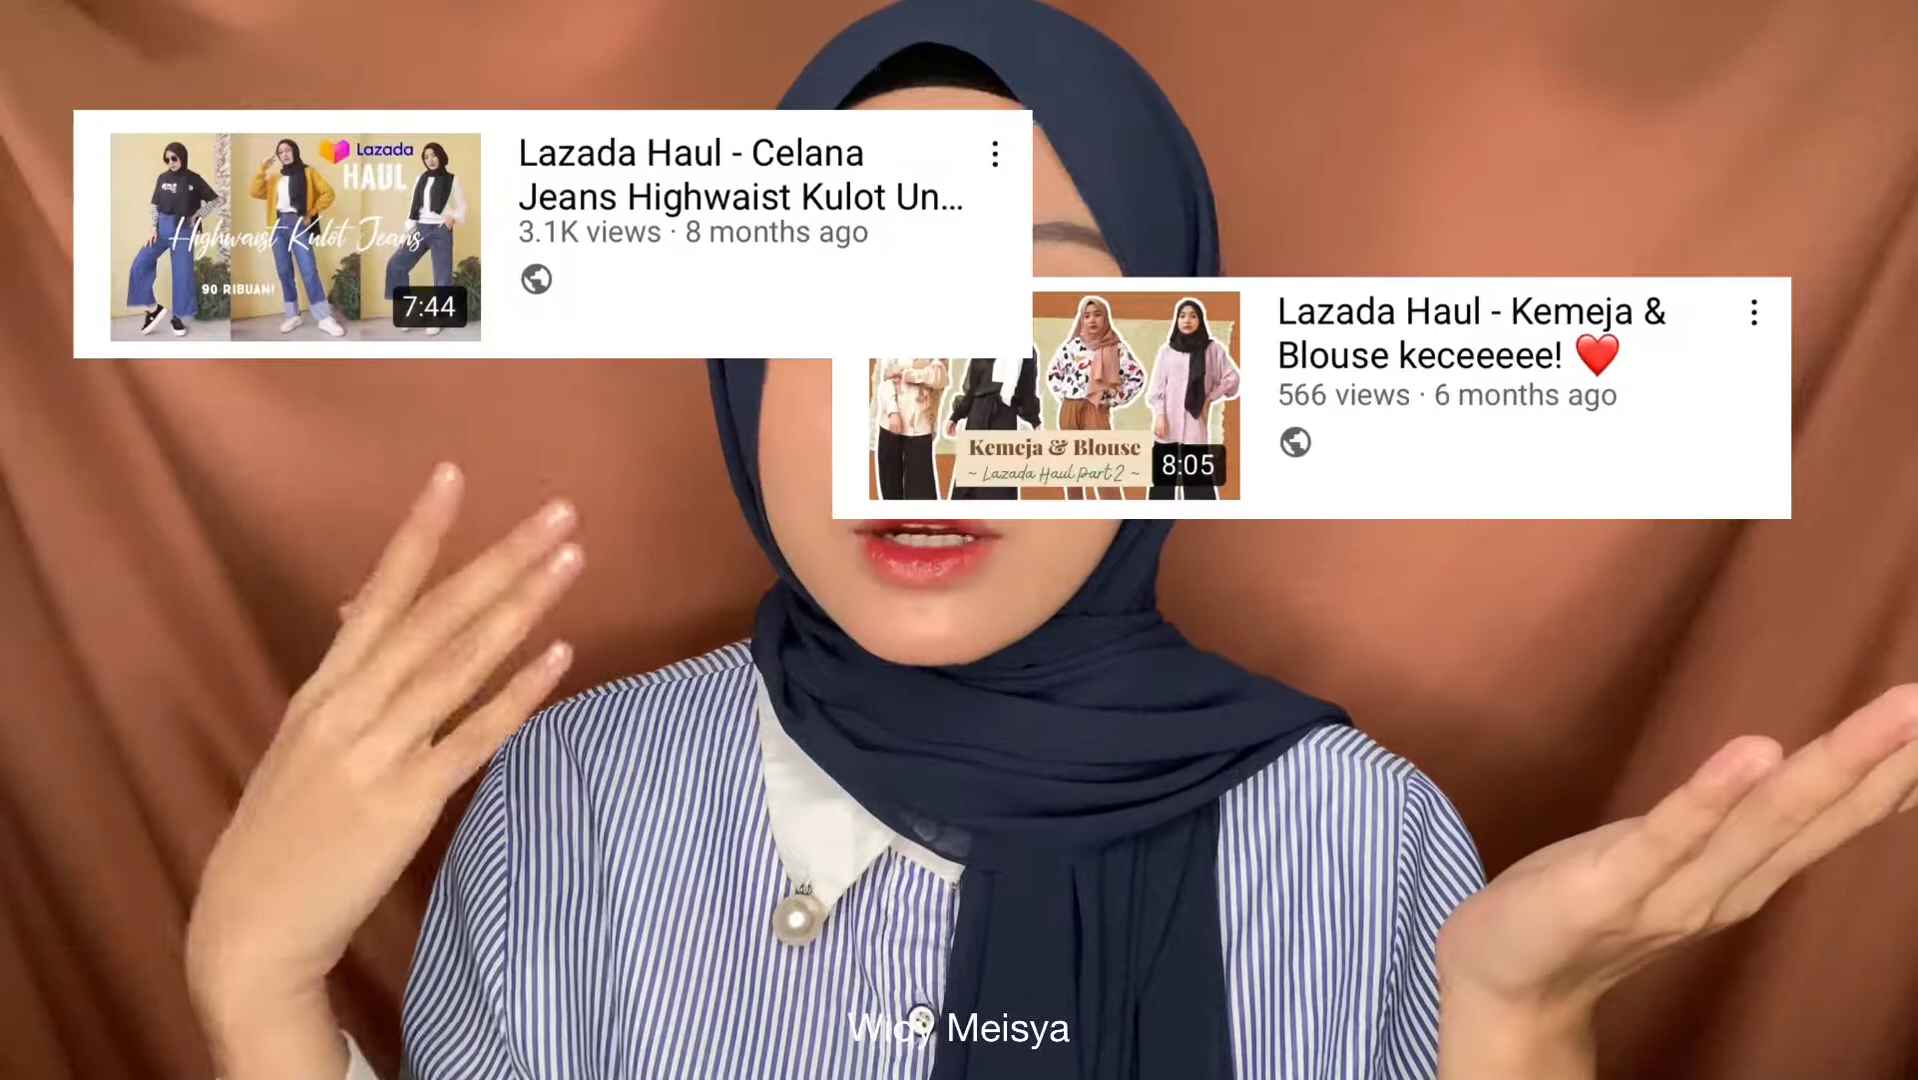 Lazada
HAUL
Highwaist Kulot Jeans
90 RIBUAN!
7:44
Lazada Haul - Celana
Jeans Highwaist Kulot Un...
3.1K views · 8 months ago
Kemeja & Blouse
~ Lazada Haul part 2 ~
8:05
Lazada Haul - Kemeja &
Blouse keceeeee! ❤️
566 views · 6 months ago
Widy Meisya